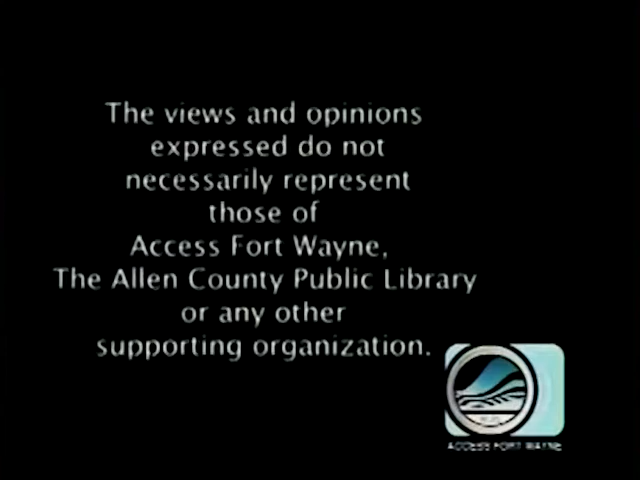 The views and opinions
expressed do not
necessarily represent
those of
Access Fort Wayne,
The Allen County Public Library
or any other
supporting organization.
ACCESS FORT WAYNE